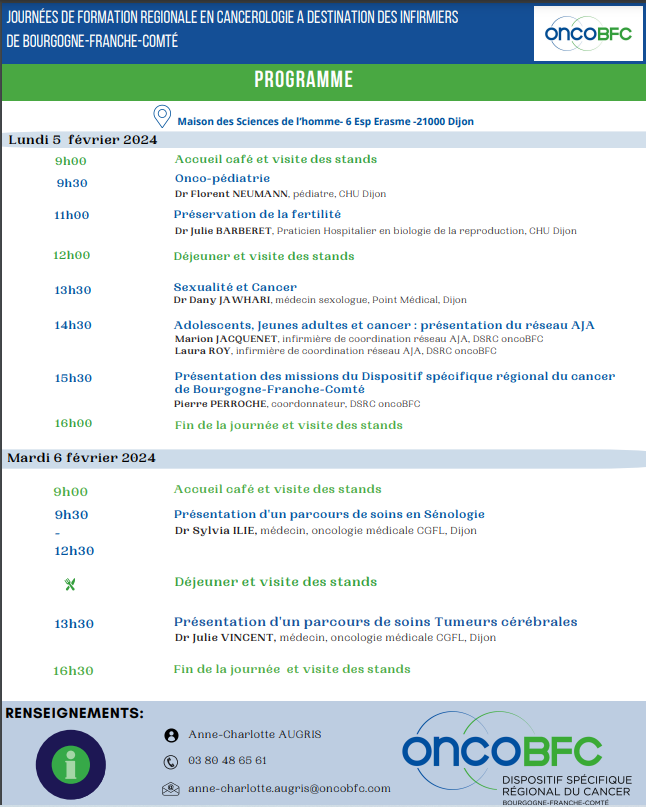 JOURNÉES DE FORMATION REGIONALE EN CANCEROLOGIE A DESTINATION DES INFIRMIERS
DE BOURGOGNE-FRANCHE-COMTÉ
oncoBFC
PROGRAMME
Maison des Sciences de l'homme- 6 Esp Erasme -21000 Dijon
Lundi 5 février 2024
9h00 Accueil café et visite des stands
9h30 Onco-pédiatrie
Dr Florent NEUMANN, pédiatre, CHU Dijon
11h00 Préservation de la fertilité
Dr Julie BARBERET, Praticien Hospitalier en biologie de la reproduction, CHU Dijon
12h00 Déjeuner et visite des stands
13h30 Sexualité et Cancer
Dr Dany JAWHARI, médecin sexologue, Point Médical, Dijon
14h30 Adolescents, Jeunes adultes et cancer : présentation du réseau AJA
Marion JACQUENET, infirmière de coordination réseau AJA, DSRC oncoBFC
Laura ROY, infirmière de coordination réseau AJA, DSRC oncoBFC
15h30 Présentation des missions du Dispositif spécifique régional du cancer
de Bourgogne-Franche-Comté
Pierre PERROCHE, coordonnateur, DSRC oncoBFC
16h00 Fin de la journée et visite des stands
Mardi 6 février 2024
9h00 Accueil café et visite des stands
9h30 Présentation d'un parcours de soins en Sénologie
- Dr Sylvia ILIE, médecin, oncologie médicale CGFL, Dijon
12h30
Déjeuner et visite des stands
13h30 Présentation d'un parcours de soins Tumeurs cérébrales
Dr Julie VINCENT, médecin, oncologie médicale CGFL, Dijon
16h30 Fin de la journée et visite des stands
RENSEIGNEMENTS:
i
Anne-Charlotte AUGRIS
03 80 48 65 61
anne-charlotte.augris@oncobfc.com
oncoBFC
DISPOSITIF SPÉCIFIQUE
RÉGIONAL DU CANCER
BOURGOGNE-FRANCHE-COMTÉ